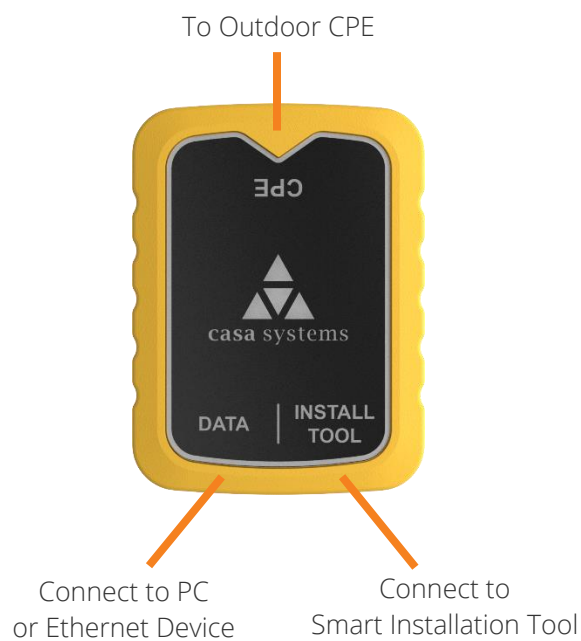 To Outdoor CPE
CPE
casa systems
DATA | INSTALL
TOOL
Connect to PC
or Ethernet Device
Connect to
Smart Installation Tool